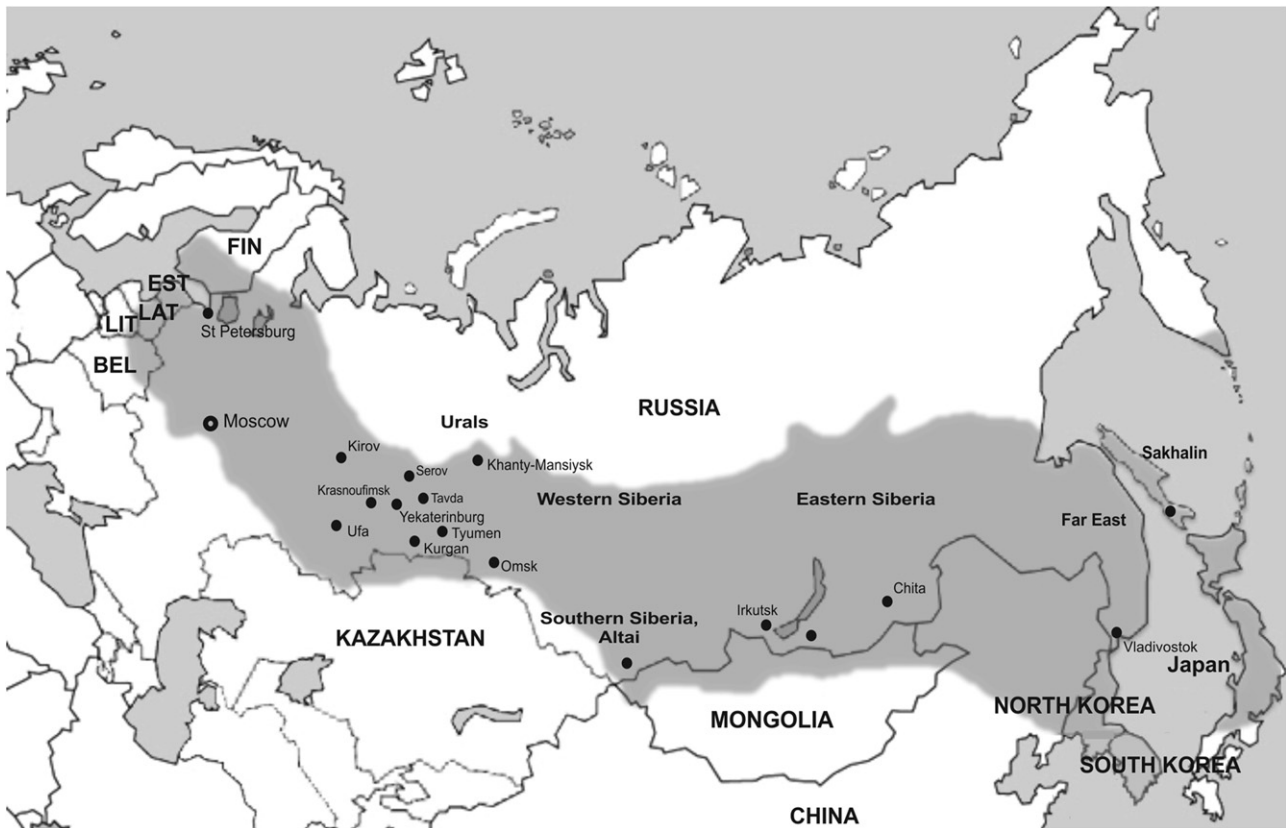 FIN
EST
LAT
LIT
St Petersburg
BEL
RUSSIA
Moscow
Urals
Kirov
Sakhalin
Khanty-Mansiysk
Serov
Krasnoufimsk
Tavda
Western Siberia
Eastern Siberia
Yekaterinburg
Far East
Ufa
Tyumen
Kurgan
Omsk
Chita
Irkutsk
Southern Siberia,
Altai
KAZAKHSTAN
Vladivostok
Japan
NORTH KOREA
MONGOLIA
SOUTH KOREA
CHINA